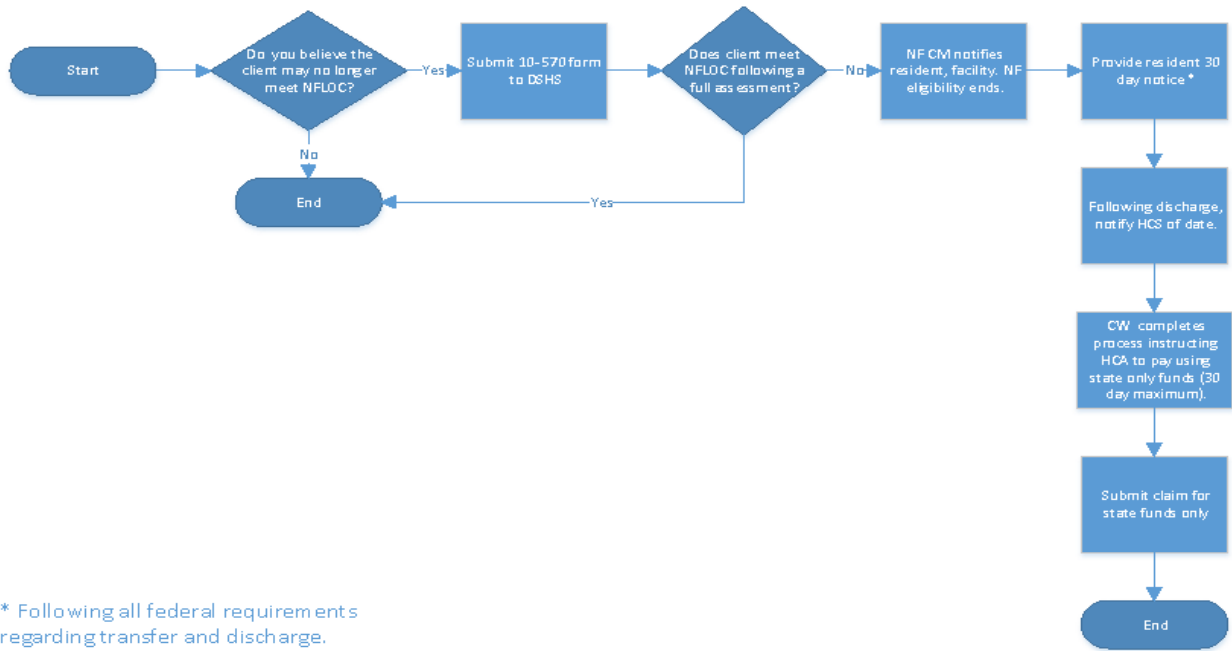 Start
Do you believe the
client may no longer
meet NFLOC?
Yes
Submit 10-570 form
to DSHS
Does client meet
NFLOC following a
full assessment?
No
NF CM notifies
resident, facility. NF
eligibility ends.
Provide resident 30
day notice *
No
End
Yes
Following discharge,
notify HCS of date.
CW completes
process instructing
HCA to pay using
state only funds (30
day maximum).
Submit claim for
state funds only
End
* Following all federal requirements
regarding transfer and discharge.